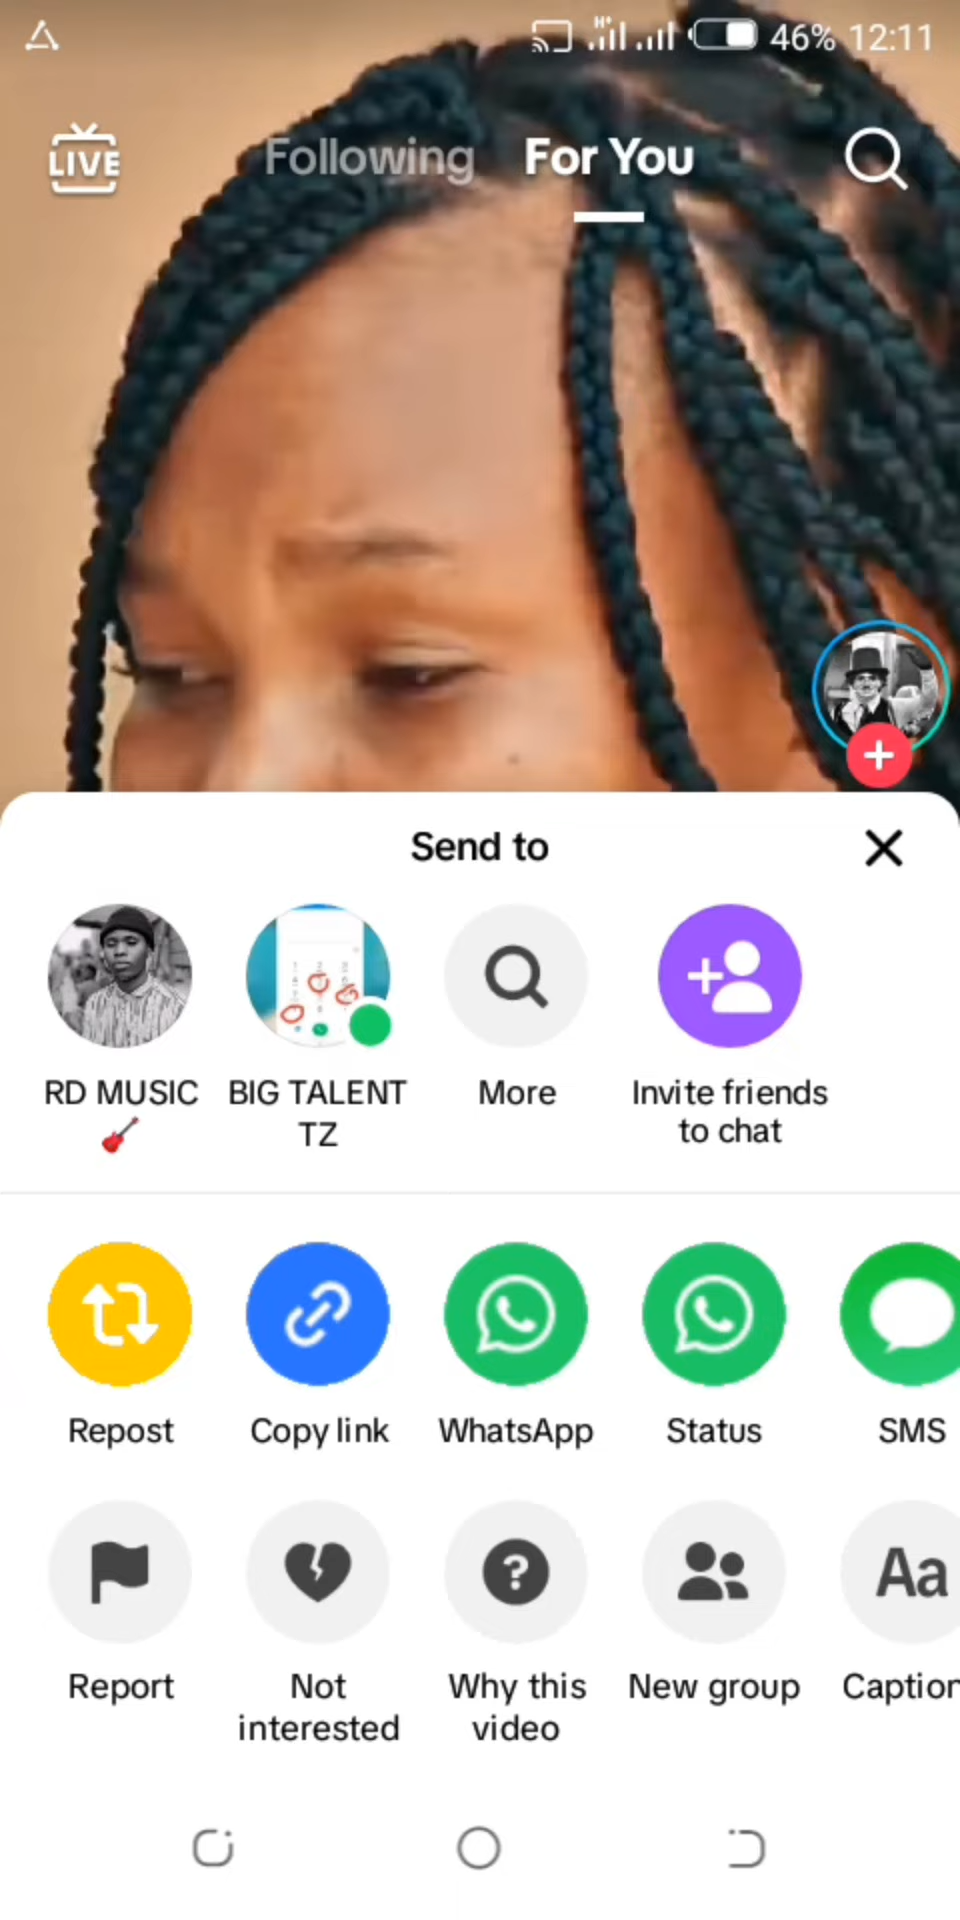 46% 12:11
LIVE
Following For You
Send to
RD MUSIC
BIG TALENT
TZ
More
Invite friends
to chat
Repost
Copy link
WhatsApp
Status
SMS
Report
Not
interested
Why this
video
New group
Aa
Caption